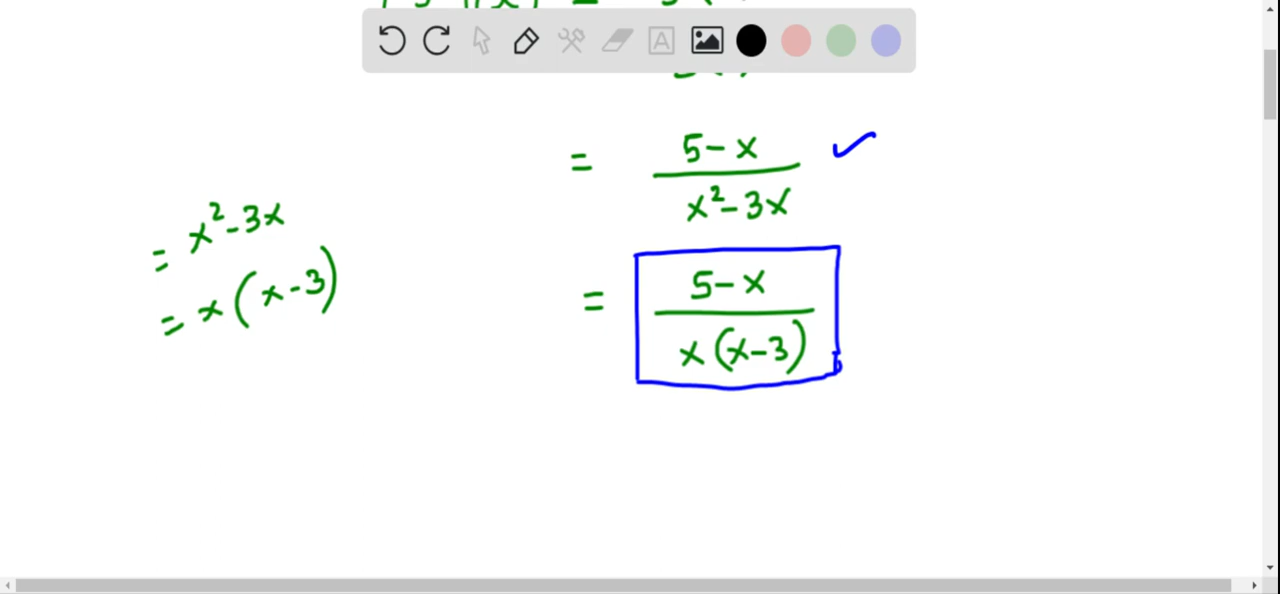 = (5-x)/(x²-3x) ✓
= x²-3x
= x(x-3)
= (5-x)/(x(x-3))